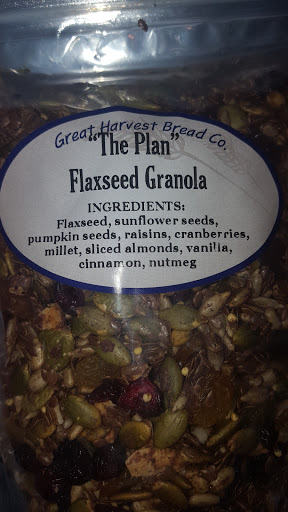 Great Harvest Bread Co.
"The Plan"
Flaxseed Granola
INGREDIENTS:
Flaxseed, sunflower seeds,
pumpkin seeds, raisins, cranberries,
millet, sliced almonds, vanilla,
cinnamon, nutmeg